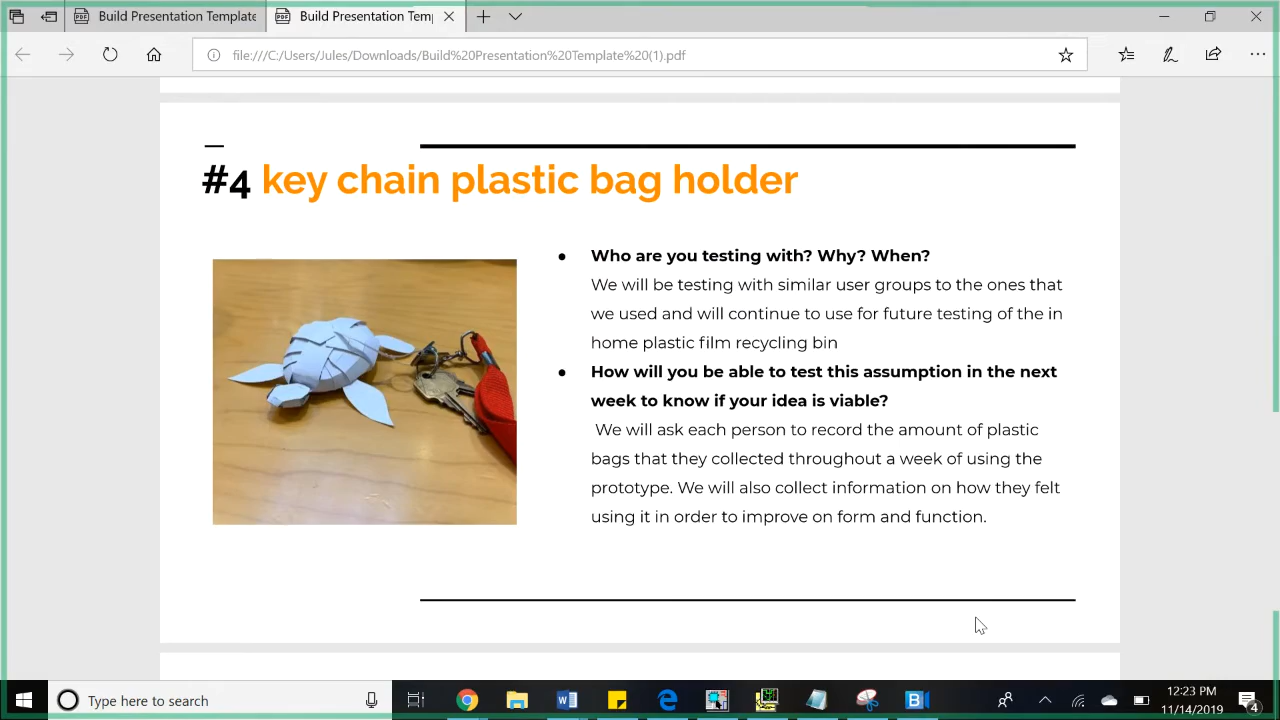 Build Presentation Template
Build Presentation Tem
file:///C:/Users/Jules/Downloads/Build%20Presentation%20Template%20(1).pdf
#4 key chain plastic bag holder
● Who are you testing with? Why? When?
We will be testing with similar user groups to the ones that
we used and will continue to use for future testing of the in
home plastic film recycling bin
● How will you be able to test this assumption in the next
week to know if your idea is viable?
We will ask each person to record the amount of plastic
bags that they collected throughout a week of using the
prototype. We will also collect information on how they felt
using it in order to improve on form and function.
Type here to search
12:23 PM
11/14/2019
4